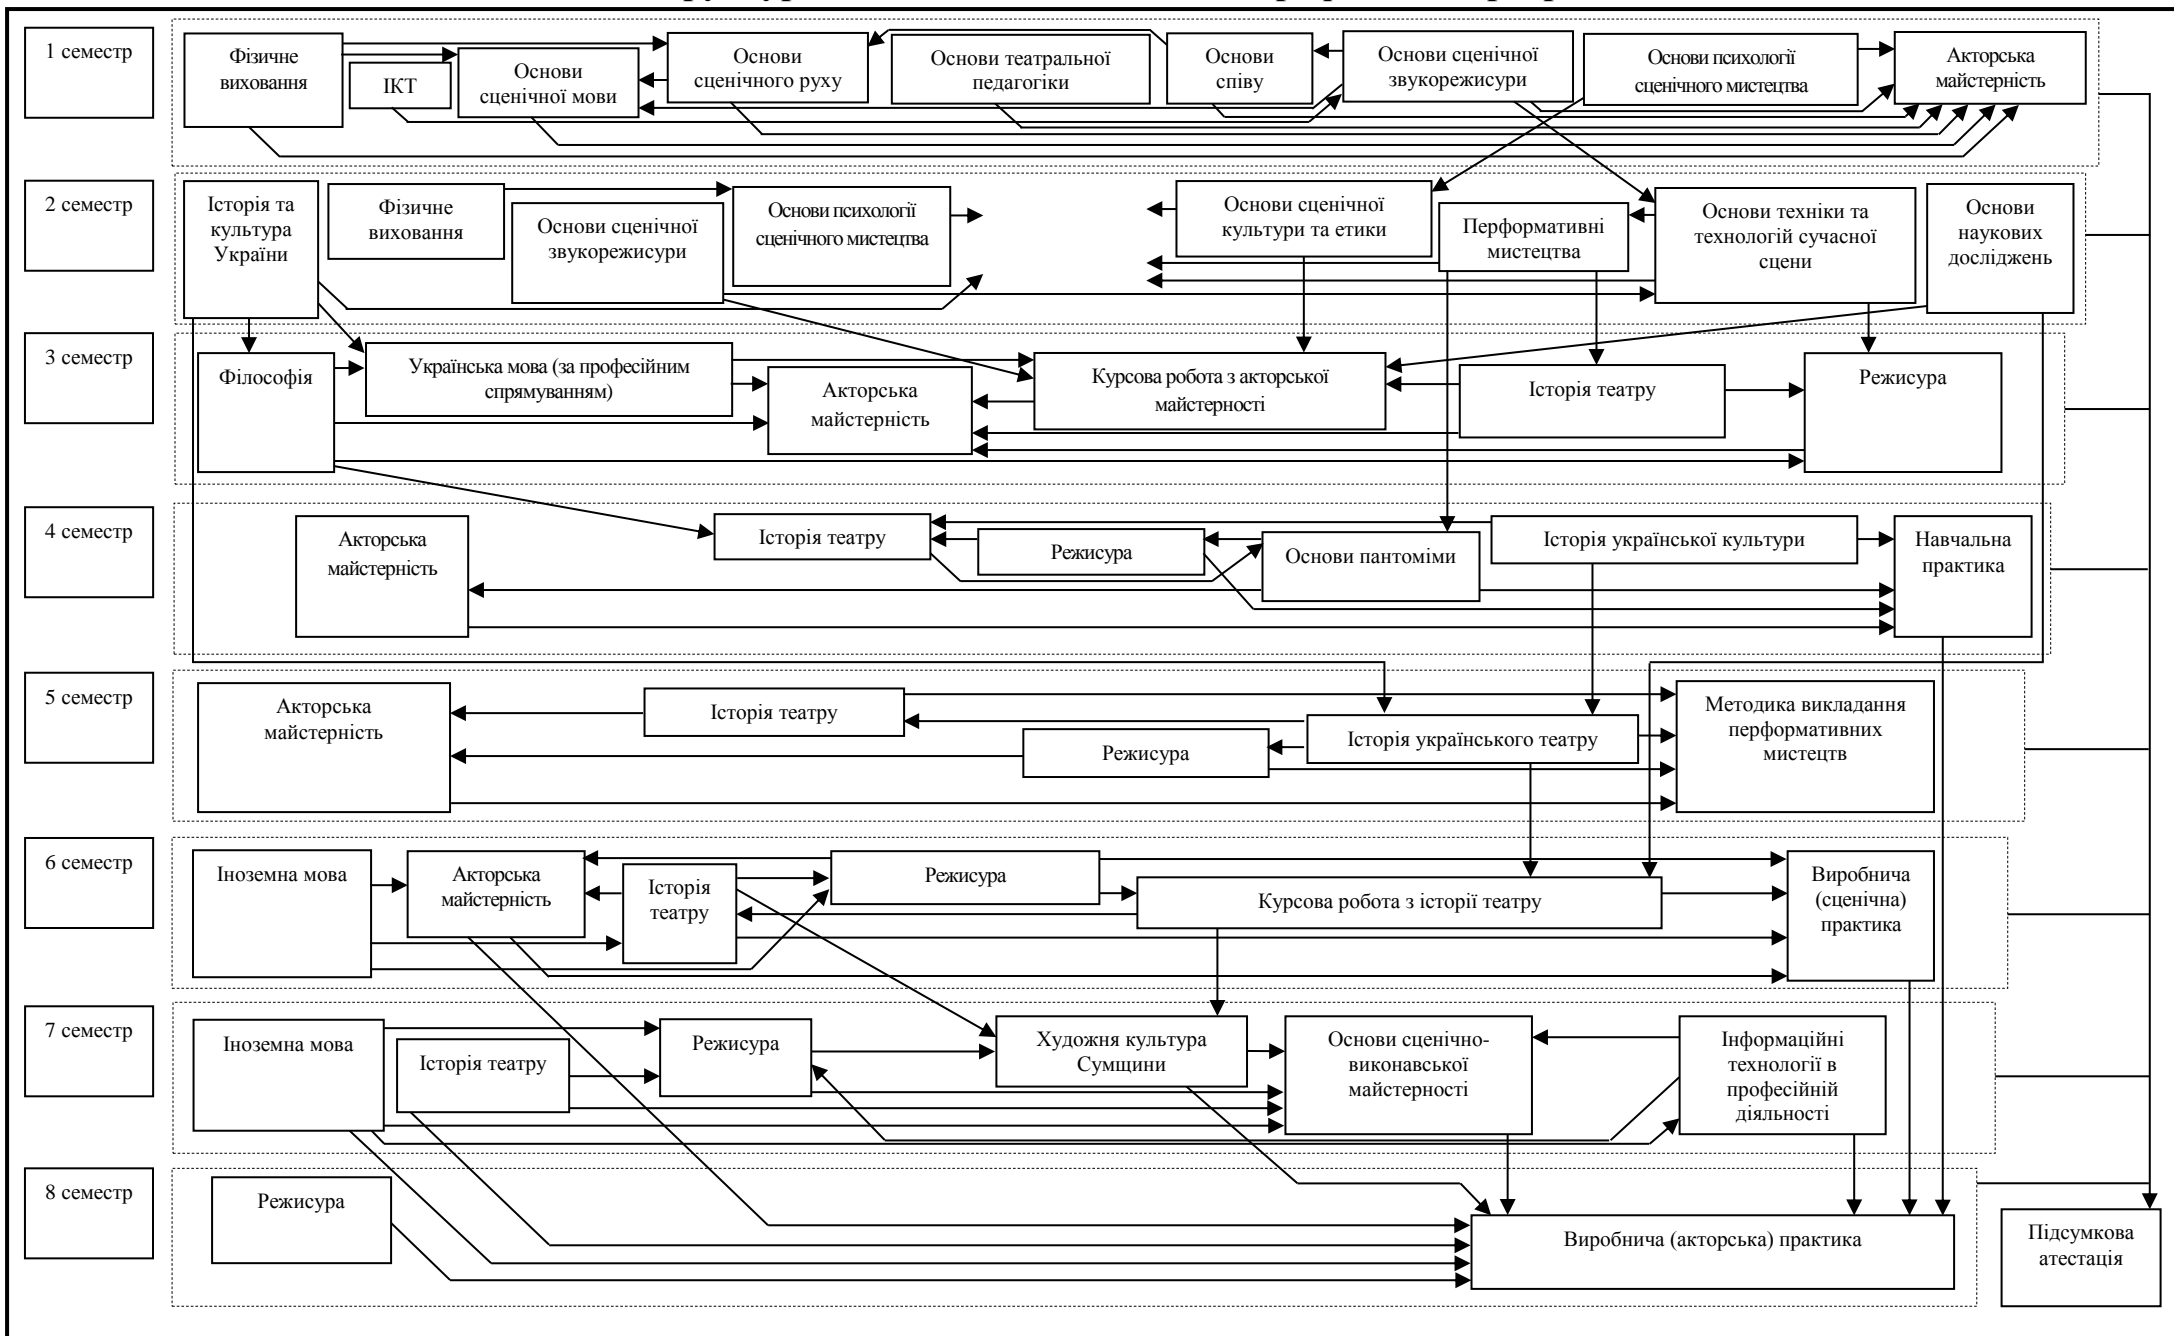 1 семестр
Фізичне
виховання
ІКТ
Основи
сценічної мови
Основи
сценічного руху
Основи театральної
педагогіки
Основи
співу
Основи сценічної
звукорежисури
Основи психології
сценічного мистецтва
Акторська
майстерність
2 семестр
Історія та
культура
України
Фізичне
виховання
Основи сценічної
звукорежисури
Основи психології
сценічного мистецтва
Основи сценічної
культури та етики
Перформативні
мистецтва
Основи техніки та
технологій сучасної
сцени
Основи
наукових
досліджень
3 семестр
Філософія
Українська мова (за професійним
спрямуванням)
Акторська
майстерність
Курсова робота з акторської
майстерності
Історія театру
Режисура
4 семестр
Акторська
майстерність
Історія театру
Режисура
Основи пантоміми
Історія української культури
Навчальна
практика
5 семестр
Акторська
майстерність
Історія театру
Режисура
Історія українського театру
Методика викладання
перформативних
мистецтв
6 семестр
Іноземна мова
Акторська
майстерність
Історія
театру
Режисура
Курсова робота з історії театру
Виробнича
(сценічна)
практика
7 семестр
Іноземна мова
Історія театру
Режисура
Художня культура
Сумщини
Основи сценічно-
виконавської
майстерності
Інформаційні
технології в
професійній
діяльності
8 семестр
Режисура
Виробнича (акторська) практика
Підсумкова
атестація